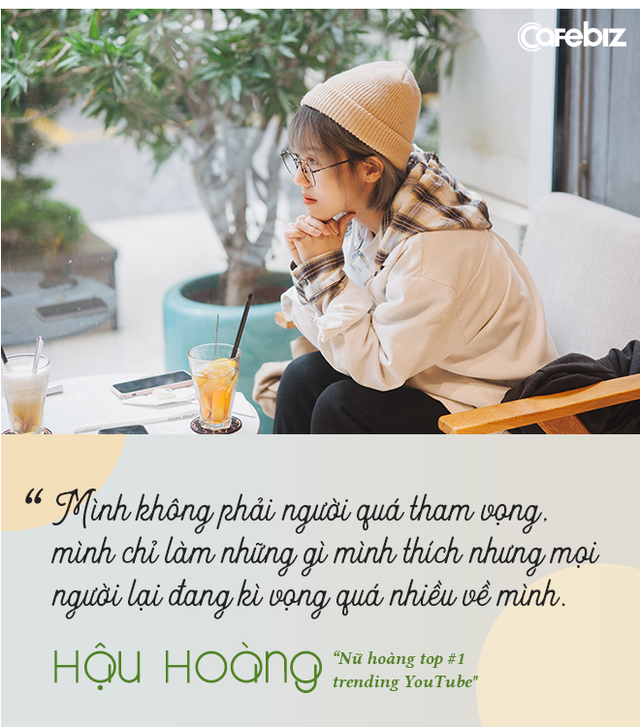 CafeBIZ
“ Mình không phải người quá tham vọng,
mình chỉ làm những gì mình thích nhưng mọi
người lại đang kì vọng quá nhiều về mình.
Hậu Hoàng
“Nữ hoàng top #1
trending YouTube"